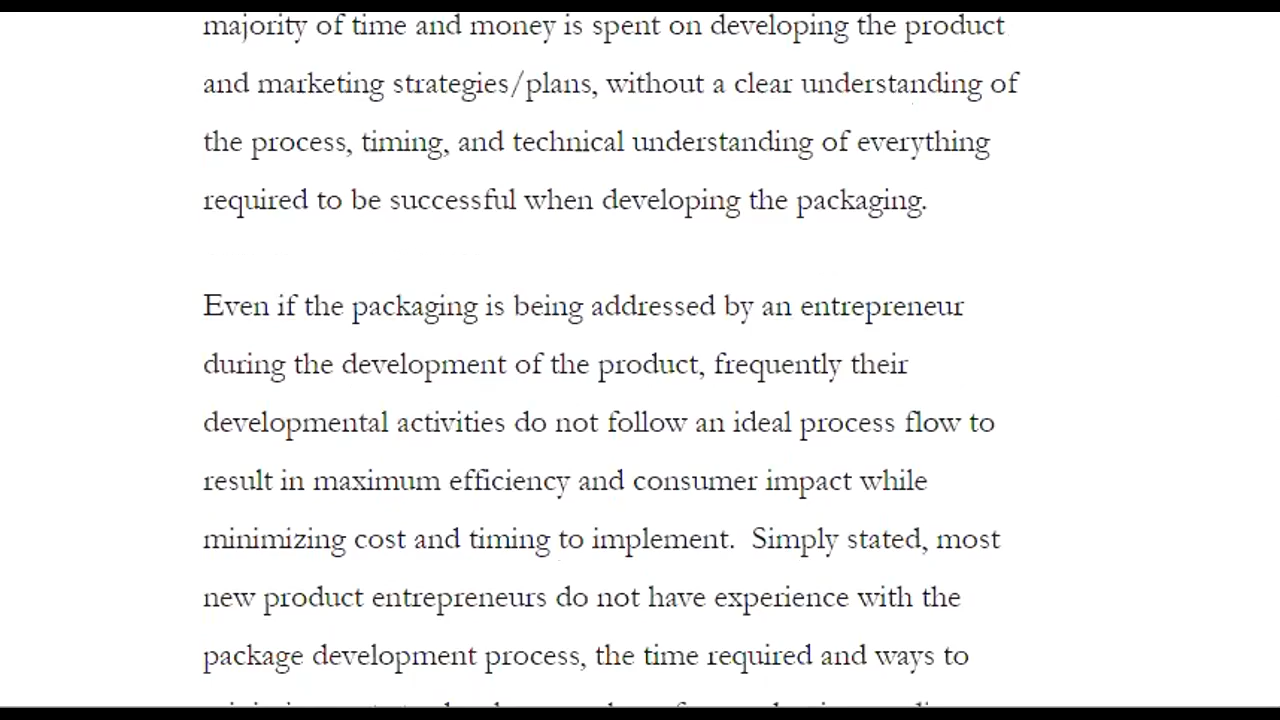 majority of time and money is spent on developing the product
and marketing strategies/plans, without a clear understanding of
the process, timing, and technical understanding of everything
required to be successful when developing the packaging.
Even if the packaging is being addressed by an entrepreneur
during the development of the product, frequently their
developmental activities do not follow an ideal process flow to
result in maximum efficiency and consumer impact while
minimizing cost and timing to implement.  Simply stated, most
new product entrepreneurs do not have experience with the
package development process, the time required and ways to